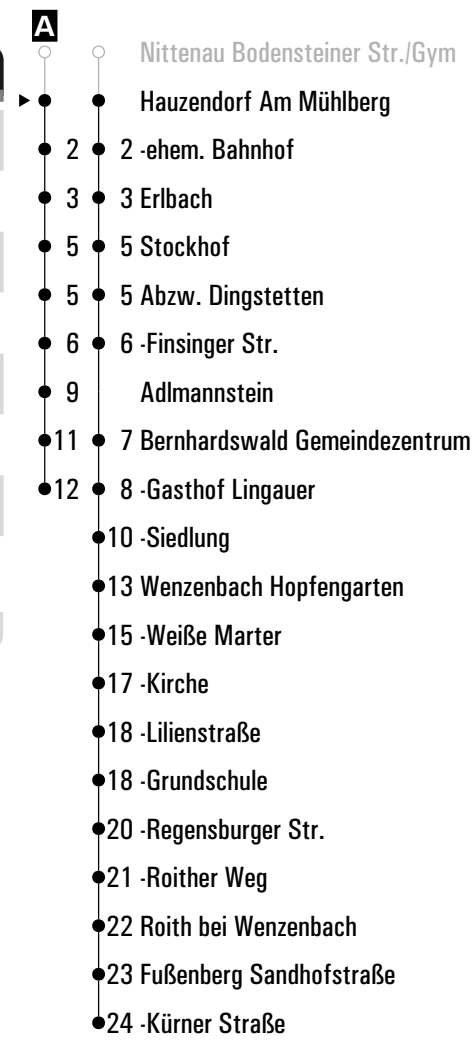 A
Nittenau Bodensteiner Str./Gym
Hauzendorf Am Mühlberg
2 2 -ehem. Bahnhof
3 3 Erlbach
5 5 Stockhof
5 5 Abzw. Dingstetten
6 6 -Finsinger Str.
9 Adlmannstein
11 7 Bernhardswald Gemeindezentrum
12 8 -Gasthof Lingauer
10 -Siedlung
13 Wenzenbach Hopfengarten
15 -Weiße Marter
17 -Kirche
18 -Lilienstraße
18 -Grundschule
20 -Regensburger Str.
21 -Roither Weg
22 Roith bei Wenzenbach
23 Fußenberg Sandhofstraße
24 -Kürner Straße